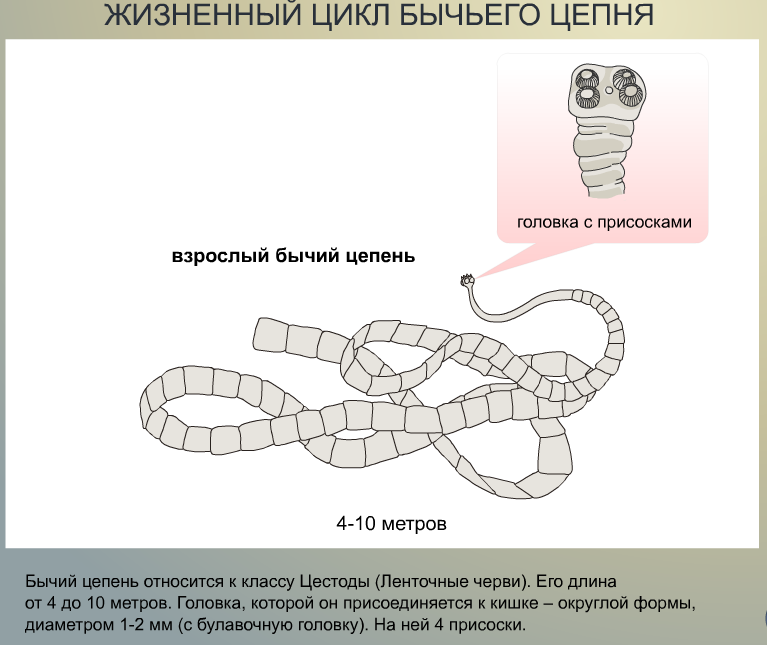 ЖИЗНЕННЫЙ ЦИКЛ БЫЧЬЕГО ЦЕПНЯ
головка с присосками
взрослый бычий цепень
4-10 метров
Бычий цепень относится к классу Цестоды (Ленточные черви). Его длина
от 4 до 10 метров. Головка, которой он присоединяется к кишке – округлой формы,
диаметром 1-2 мм (с булавочную головку). На ней 4 присоски.